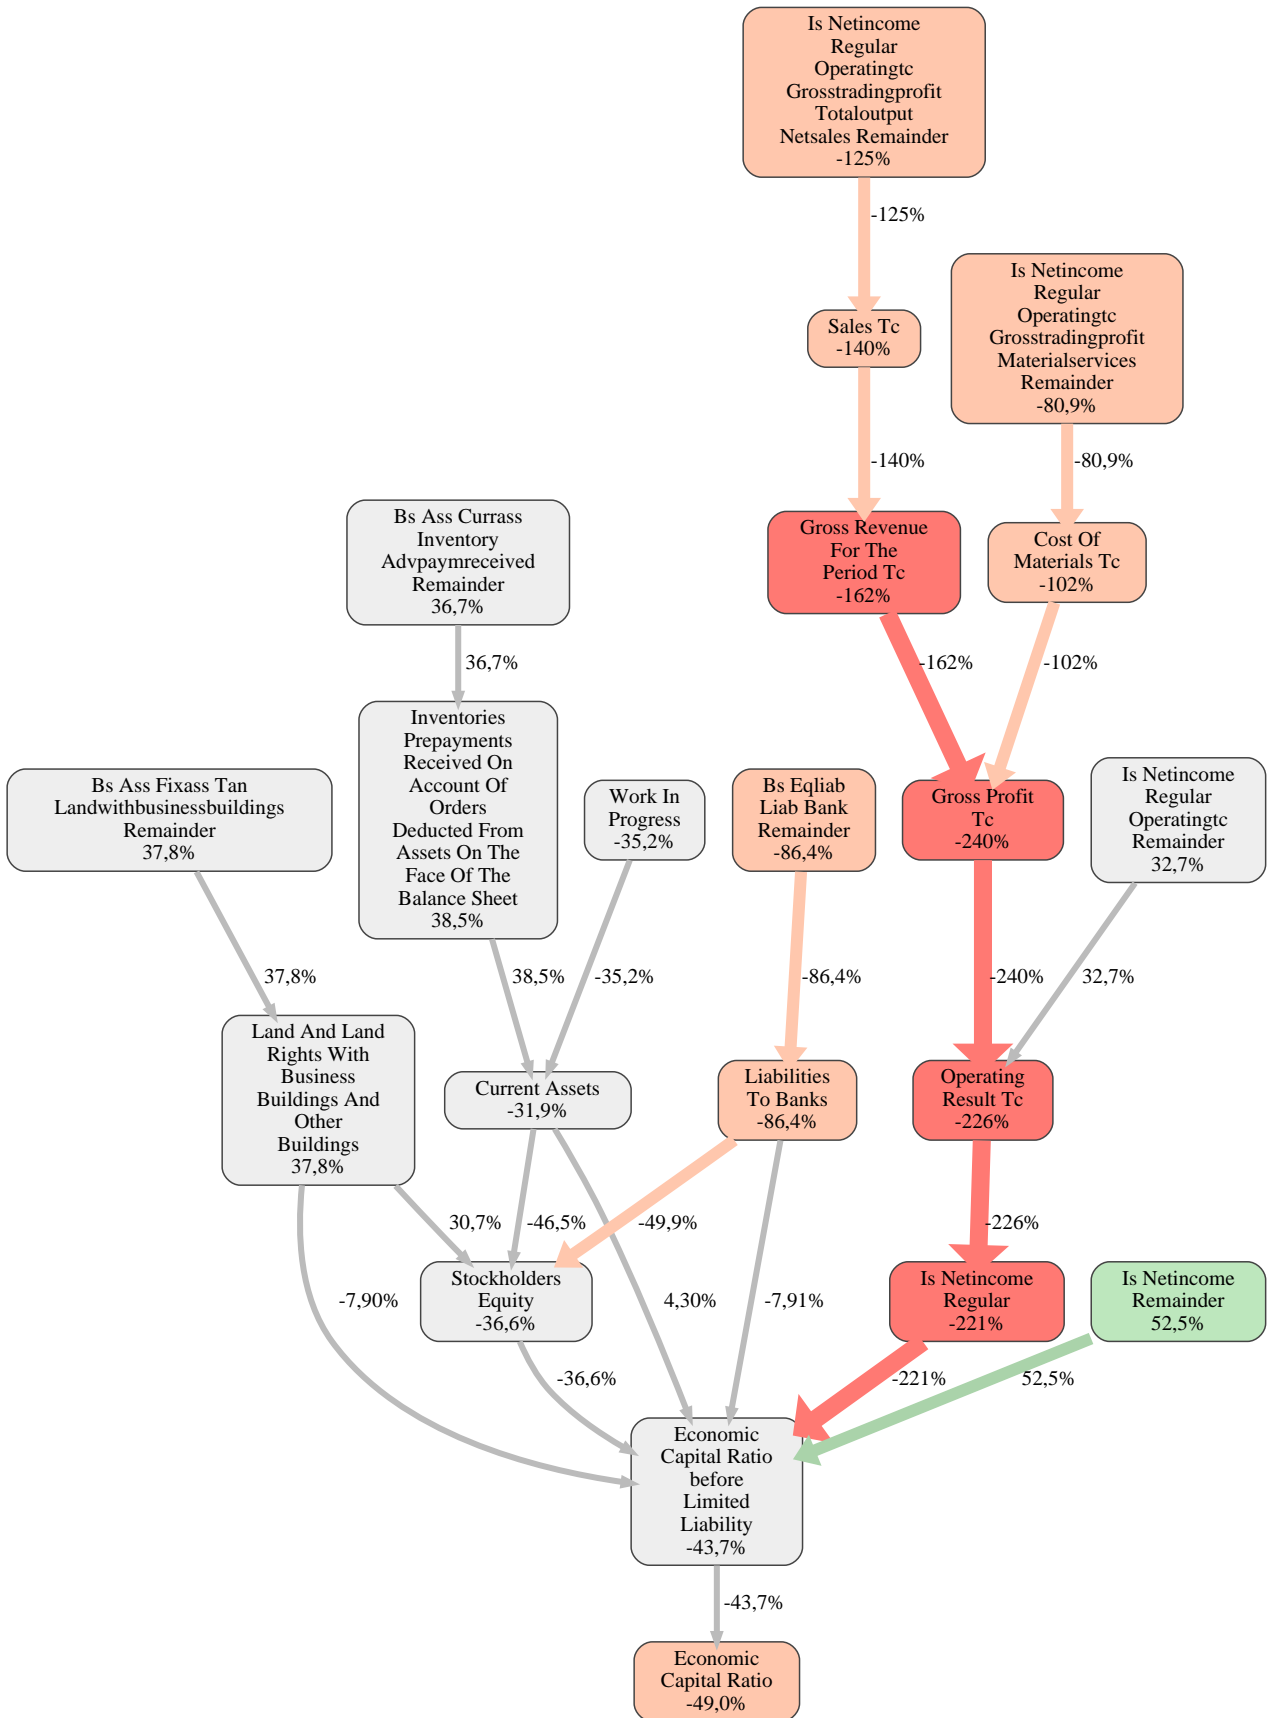 Is Netincome
Regular
Operatingtc
Grosstradingprofit
Totaloutput
Netsales Remainder
-125%
-125%
Is Netincome
Regular
Operatingtc
Grosstradingprofit
Materialservices
Remainder
-80,9%
Sales Tc
-140%
-140%
-80,9%
Bs Ass Currass
Inventory
Advpaymreceived
Remainder
36,7%
Gross Revenue
For The
Period Tc
-162%
Cost Of
Materials Tc
-102%
36,7%
-162%
-102%
Inventories
Prepayments
Received On
Account Of
Orders
Deducted From
Assets On The
Face Of The
Balance Sheet
38,5%
Bs Ass Fixass Tan
Landwithbusinessbuildings
Remainder
37,8%
Work In
Progress
-35,2%
Bs Eqliab
Liab Bank
Remainder
-86,4%
Gross Profit
Tc
-240%
Is Netincome
Regular
Operatingtc
Remainder
32,7%
37,8%
38,5%
-35,2%
-86,4%
-240%
32,7%
Land And Land
Rights With
Business
Buildings And
Other
Buildings
37,8%
Current Assets
-31,9%
Liabilities
To Banks
-86,4%
Operating
Result Tc
-226%
30,7%
-46,5%
-49,9%
-226%
Stockholders
Equity
-36,6%
Is Netincome
Regular
-221%
Is Netincome
Remainder
52,5%
-7,90%
4,30%
-7,91%
-36,6%
-221%
52,5%
Economic
Capital Ratio
before
Limited
Liability
-43,7%
-43,7%
Economic
Capital Ratio
-49,0%